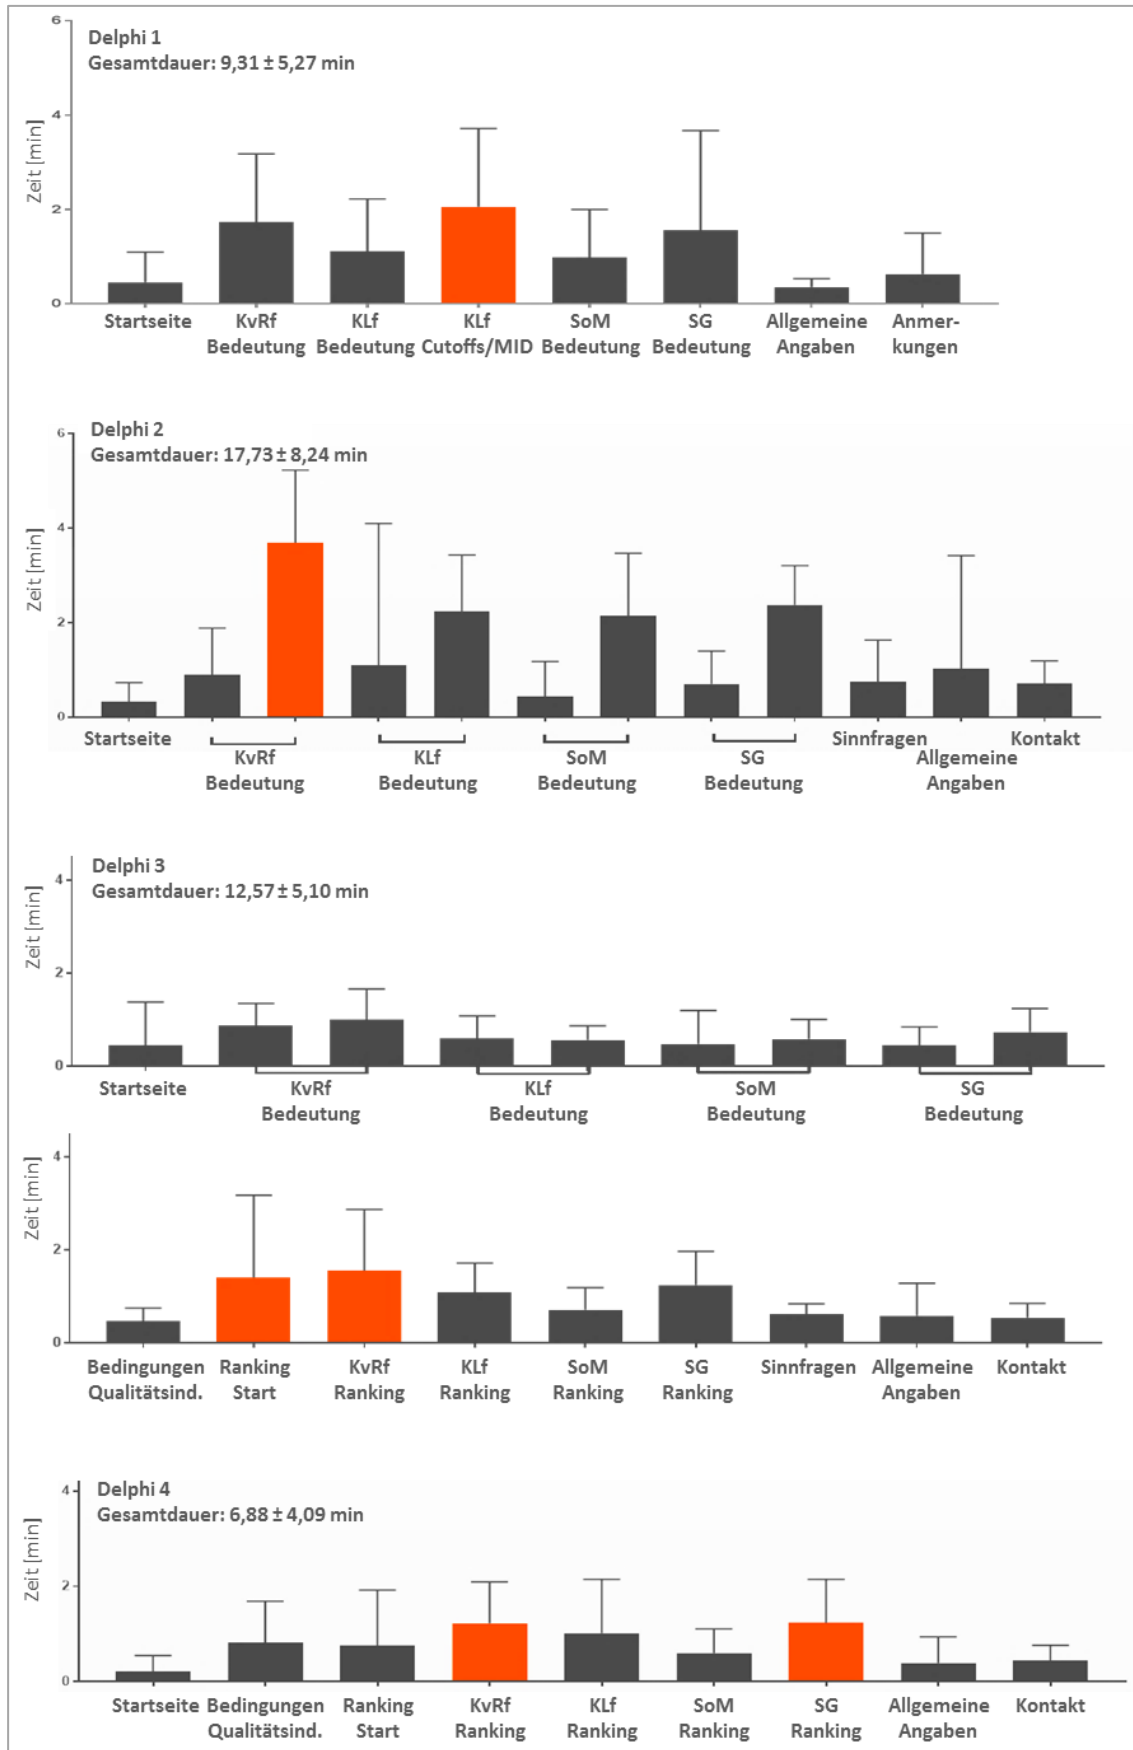 Delphi 1
Gesamtdauer: 9,31 ± 5,27 min
Zeit [min]
6
4
2
0
Startseite KvRf KLf KLf SoM SG Allgemeine Anmer-
Bedeutung Bedeutung Cutoffs/MID Bedeutung Bedeutung Angaben kungen
Delphi 2
Gesamtdauer: 17,73 ± 8,24 min
Zeit [min]
6
4
2
0
Startseite Sinnfragen Kontakt
KvRf KLf SoM SG Allgemeine
Bedeutung Bedeutung Bedeutung Bedeutung Angaben
Delphi 3
Gesamtdauer: 12,57 ± 5,10 min
Zeit [min]
4
2
0
Startseite KvRf KLf SoM SG
Bedeutung Bedeutung Bedeutung Bedeutung
Zeit [min]
4
2
0
Bedingungen Ranking KvRf KLf SoM SG Sinnfragen Allgemeine Kontakt
Qualitätsind. Start Ranking Ranking Ranking Ranking Angaben
Delphi 4
Gesamtdauer: 6,88 ± 4,09 min
Zeit [min]
4
2
0
Startseite Bedingungen Ranking KvRf KLf SoM SG Allgemeine Kontakt
Qualitätsind. Start Ranking Ranking Ranking Ranking Angaben